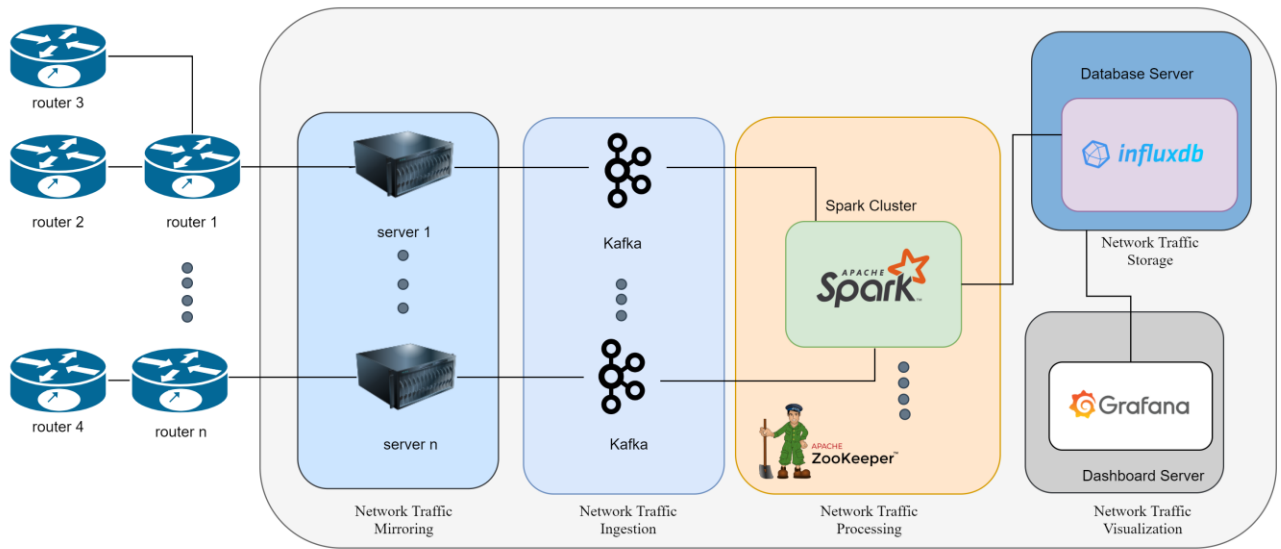 router 3
router 2
router 1
router 4
router n
server 1
server n
Network Traffic
Mirroring
Kafka
Kafka
Network Traffic
Ingestion
Spark Cluster
APACHE
Spark™
APACHE
ZooKeeper™
Network Traffic
Processing
Database Server
influxdb
Network Traffic
Storage
Grafana
Dashboard Server
Network Traffic
Visualization